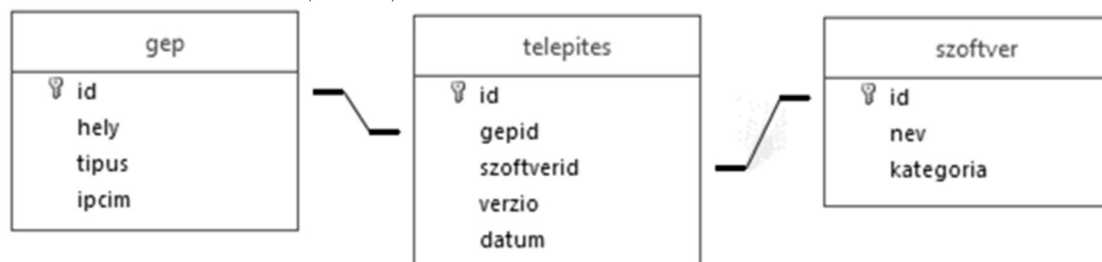 gep
id
hely
tipus
ipcim
telepites
id
gepid
szoftverid
verzio
datum
szoftver
id
nev
kategoria